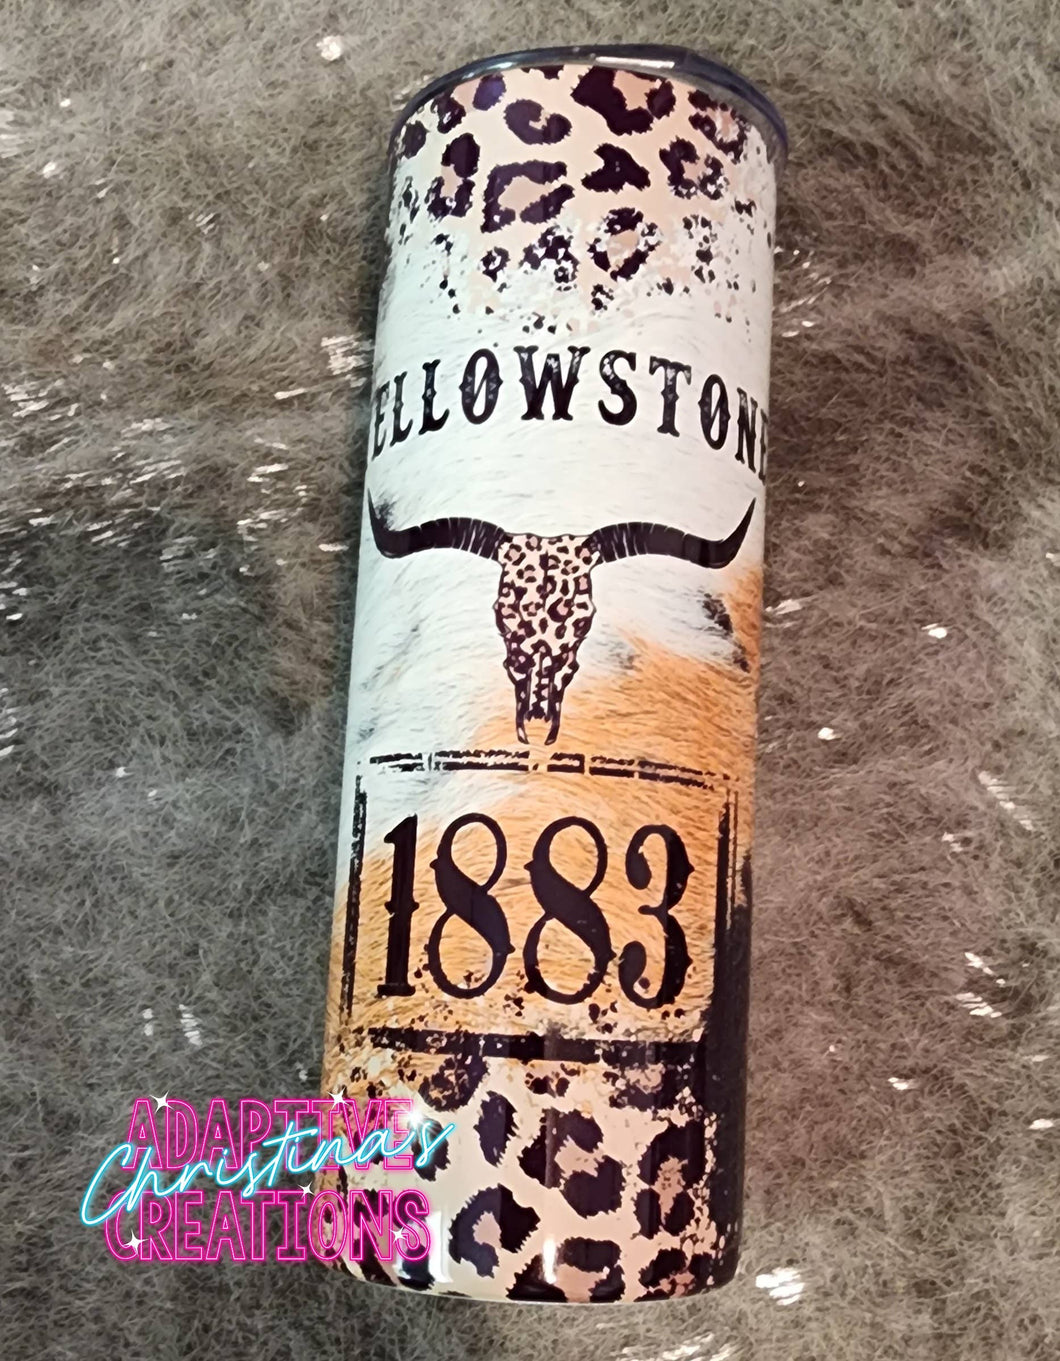 ELLOWSTONE
1883
ADAPTIVE
Christina's
CREATIONS